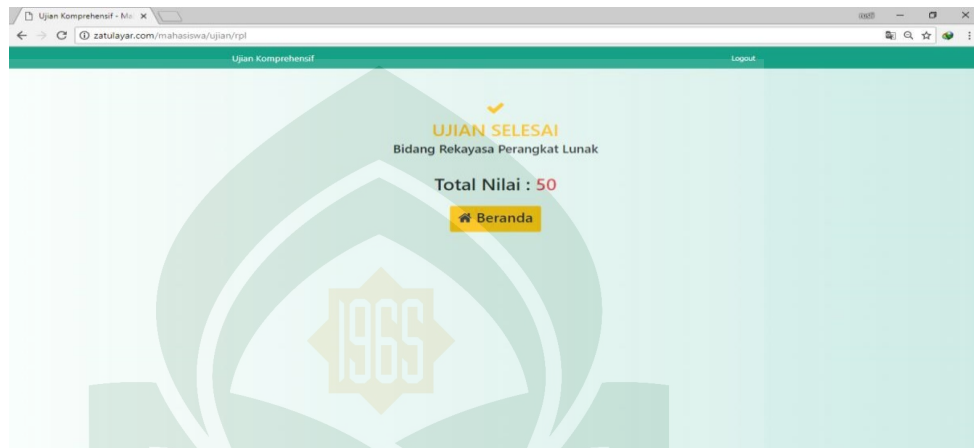 Ujian Komprehensif - Ma
zatulayar.com/mahasiswa/ujian/rpl
Ujian Komprehensif
Logout
UJIAN SELESAI
Bidang Rekayasa Perangkat Lunak
Total Nilai : 50
Beranda
1965